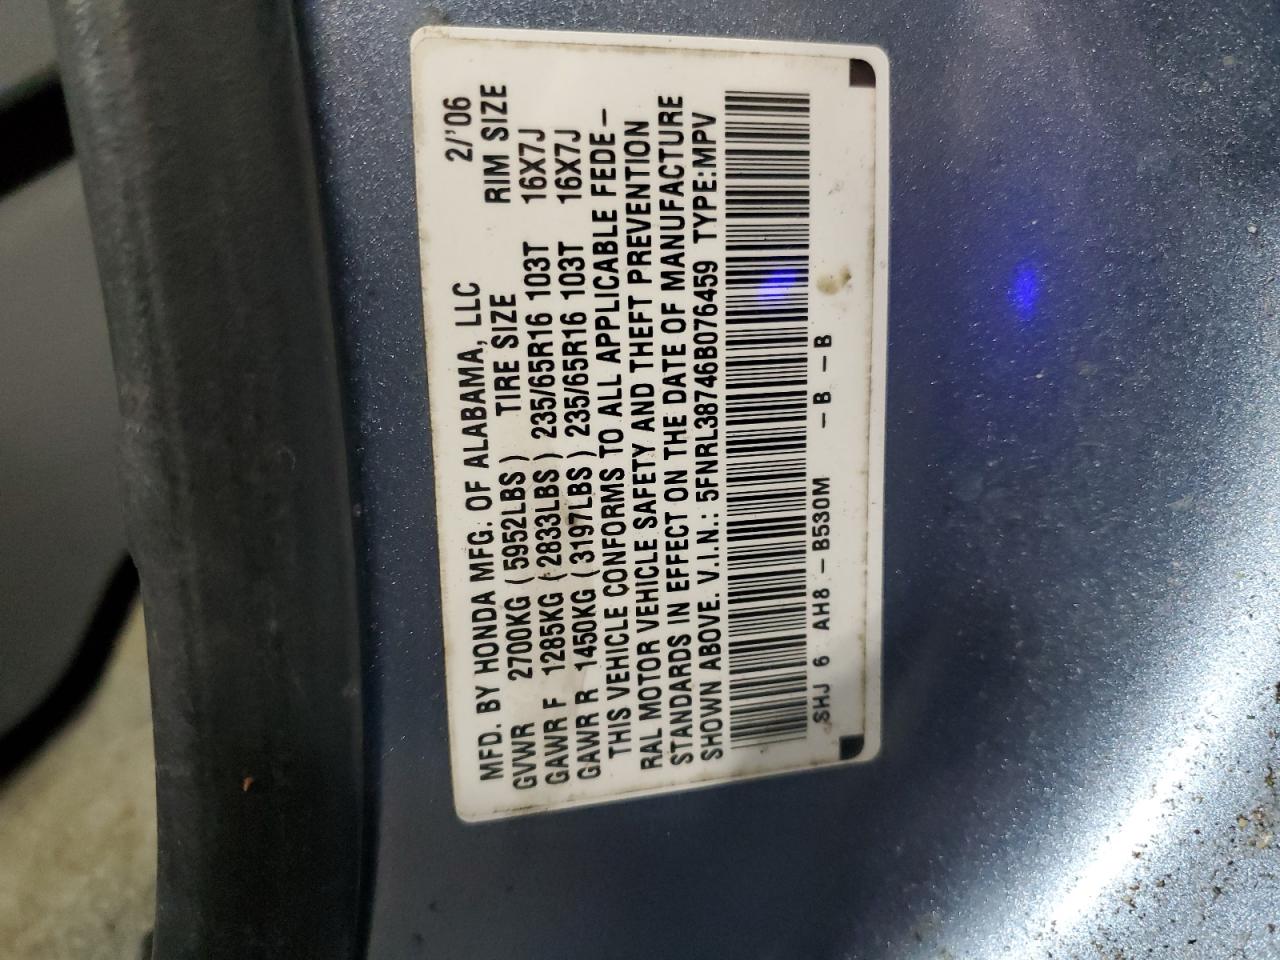 MFD. BY HONDA MFG. OF ALABAMA, LLC 2/'06
GVWR 2700KG (5952LBS) TIRE SIZE RIM SIZE
GAWR F 1285KG (2833LBS) 235/65R16 103T 16X7J
GAWR R 1450KG (3197LBS) 235/65R16 103T 16X7J
THIS VEHICLE CONFORMS TO ALL APPLICABLE FEDE-
RAL MOTOR VEHICLE SAFETY AND THEFT PREVENTION
STANDARDS IN EFFECT ON THE DATE OF MANUFACTURE
SHOWN ABOVE. V.I.N.: 5FNRL38746B076459 TYPE:MPV
SHJ 6 AH8 - B530M - B - B